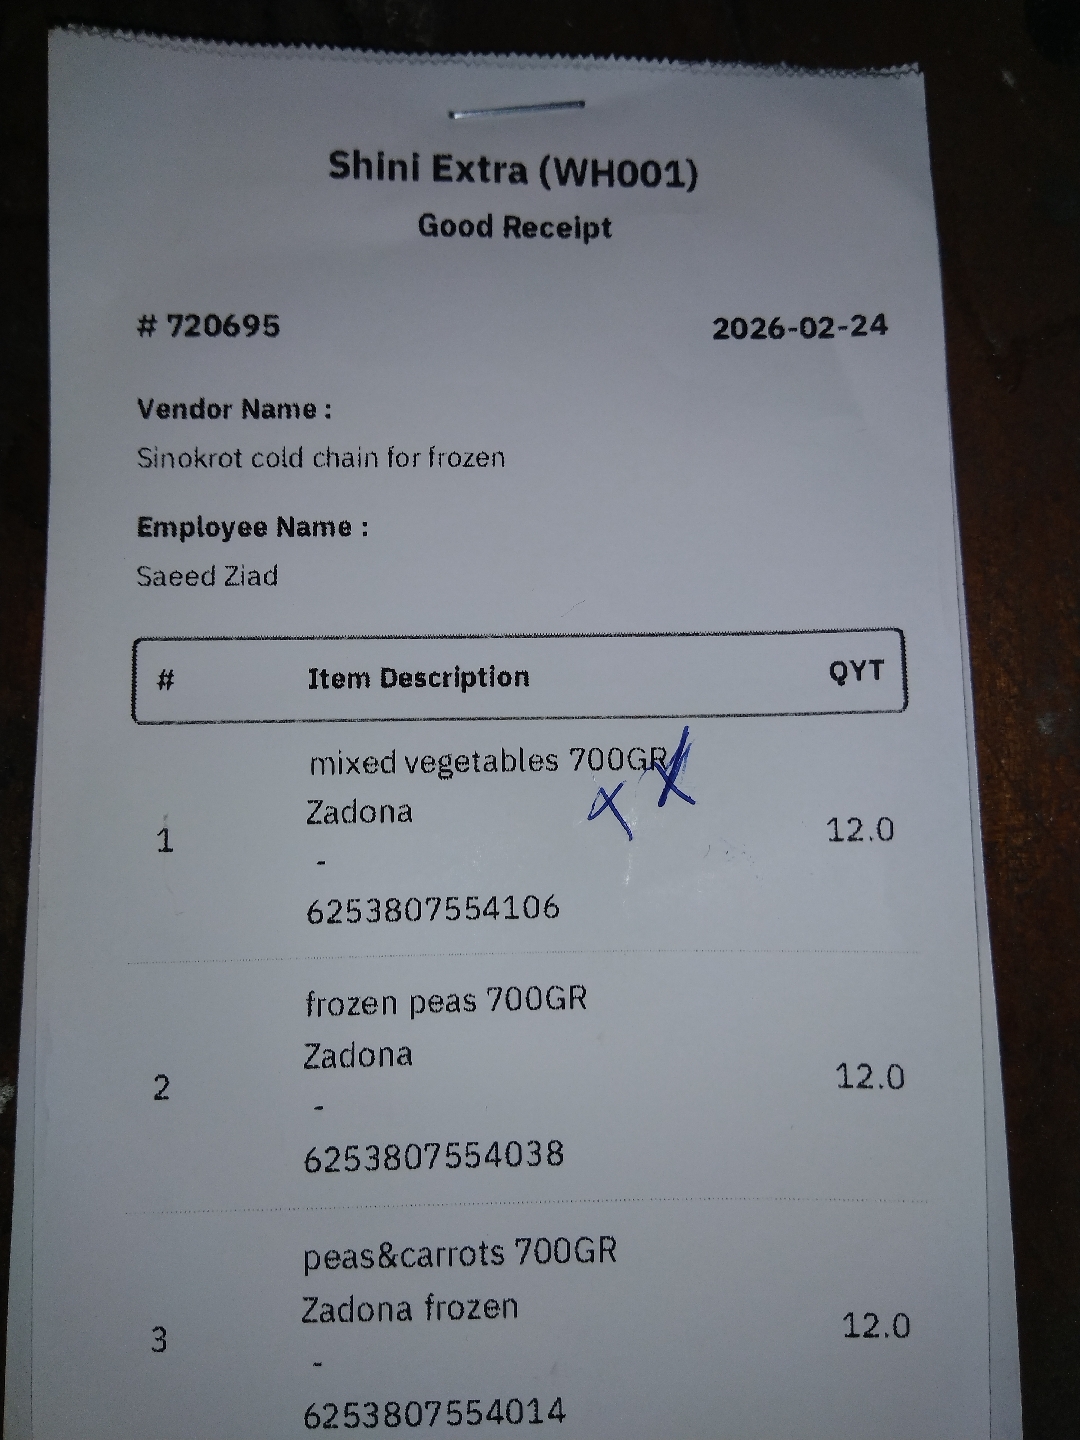 Shini Extra (WH001)
Good Receipt
# 720695 2026-02-24
Vendor Name :
Sinokrot cold chain for frozen
Employee Name :
Saeed Ziad
# Item Description QYT
mixed vegetables 700GR
Zadona
1 12.0
-
6253807554106
frozen peas 700GR
Zadona
2 12.0
-
6253807554038
peas&carrots 700GR
Zadona frozen
3 12.0
-
6253807554014